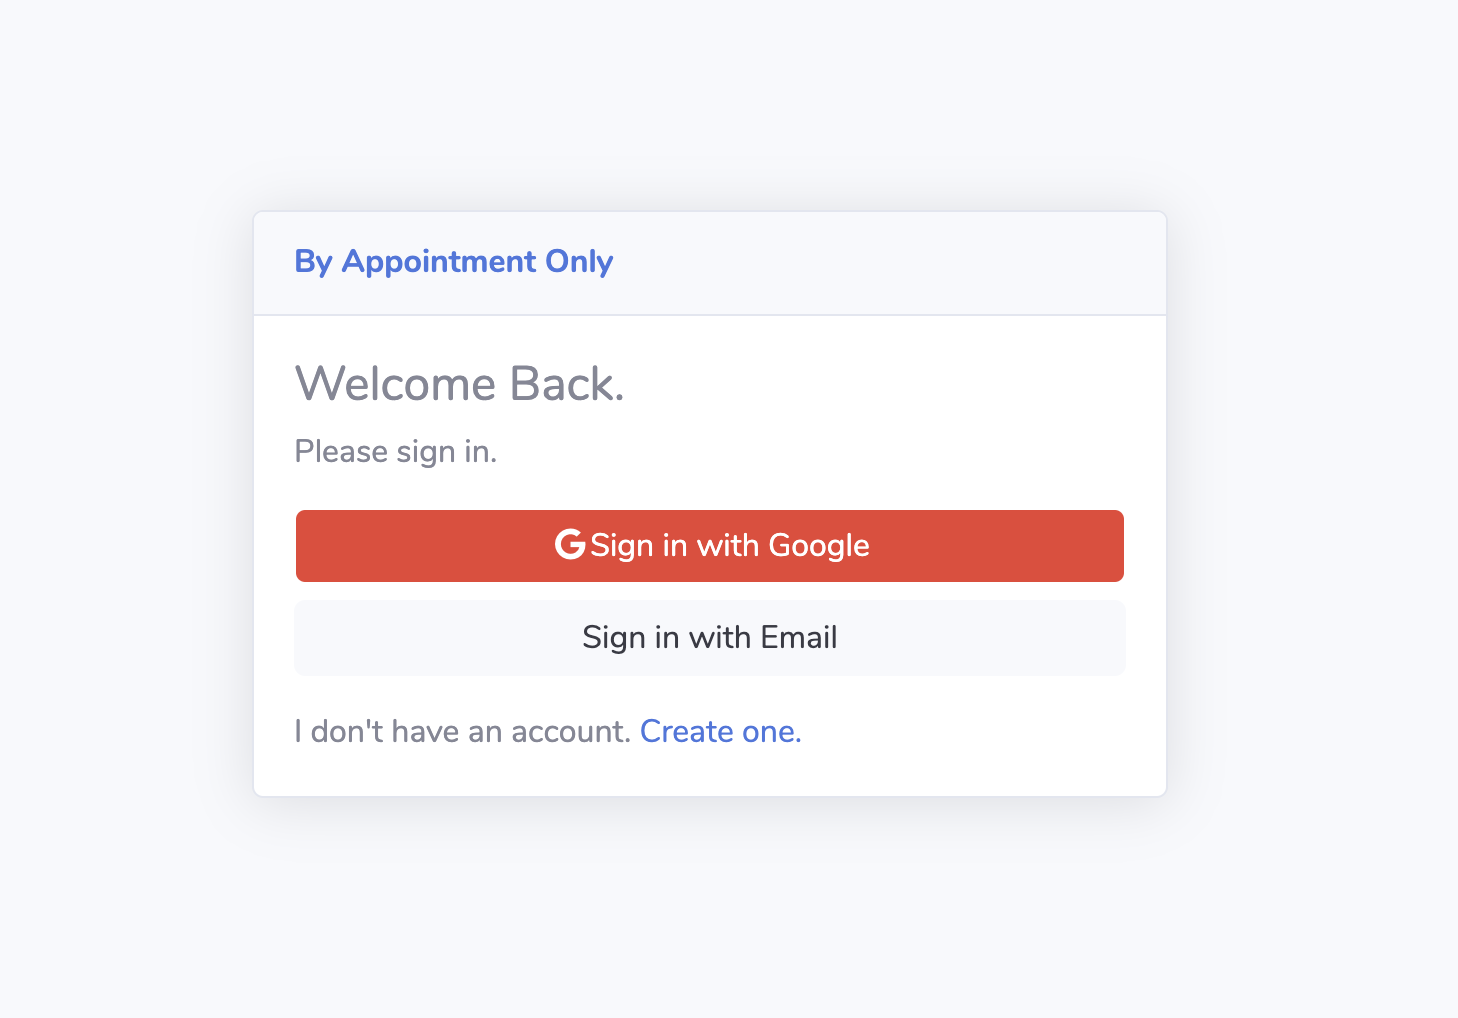 By Appointment Only
Welcome Back.
Please sign in.
Sign in with Google
Sign in with Email
I don't have an account. Create one.